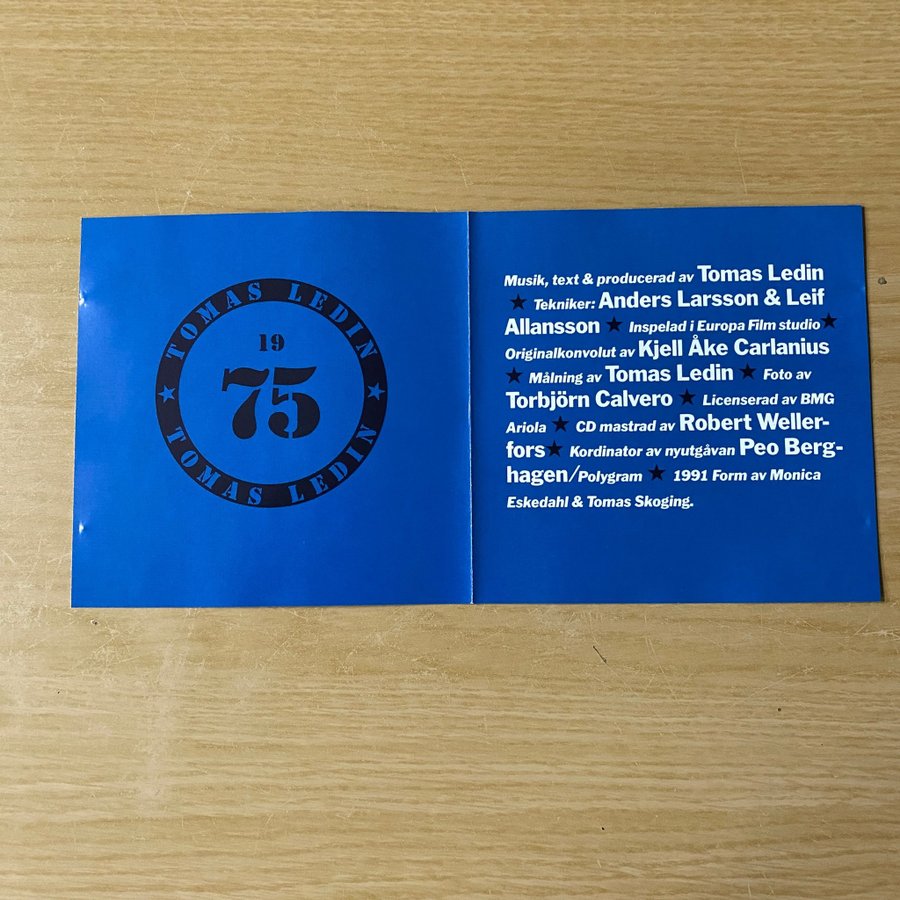 TOMAS LEDIN
19
75
TOMAS LEDIN
Musik, text & producerad av Tomas Ledin
★ Tekniker: Anders Larsson & Leif
Allansson ★ Inspelad i Europa Film studio ★
Originalkonvolut av Kjell Åke Carlanius
★ Målning av Tomas Ledin ★ Foto av
Torbjörn Calvero ★ Licenserad av BMG
Ariola ★ CD mastrad av Robert Weller-
fors ★ Kordinator av nyutgåvan Peo Berg-
hagen/Polygram ★ 1991 Form av Monica
Eskedahl & Tomas Skoging.